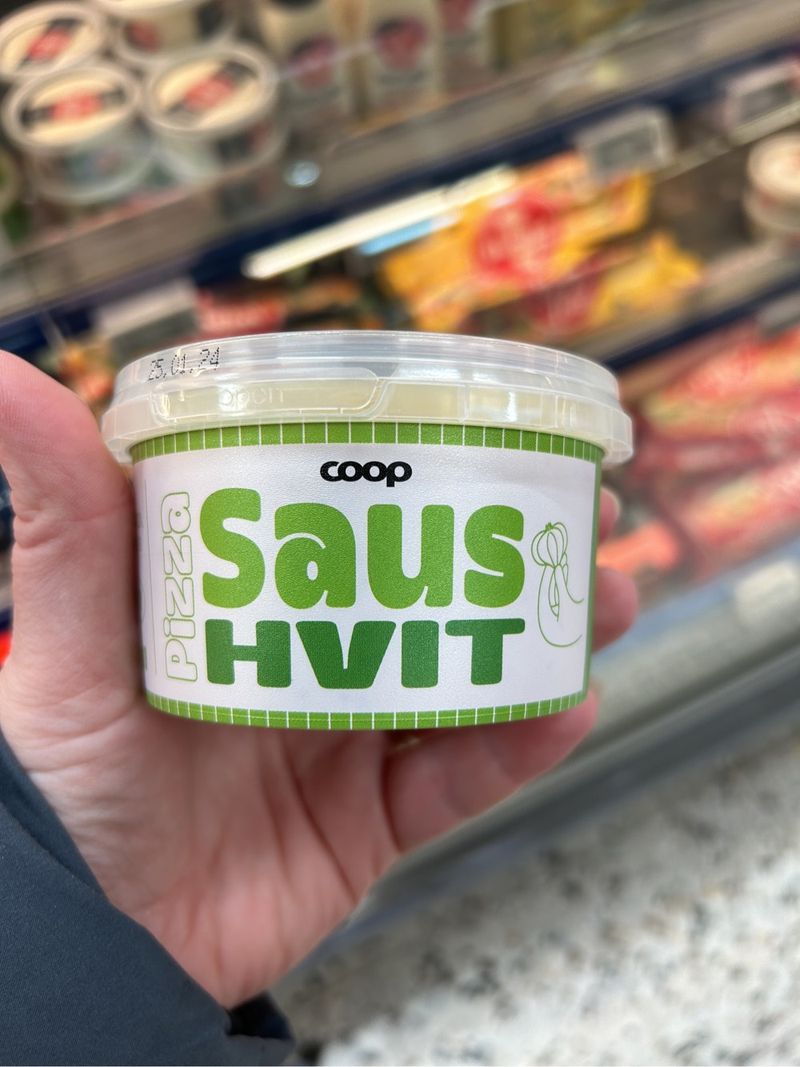 25.01.24
open
coop
Pizza
Saus
HVIT